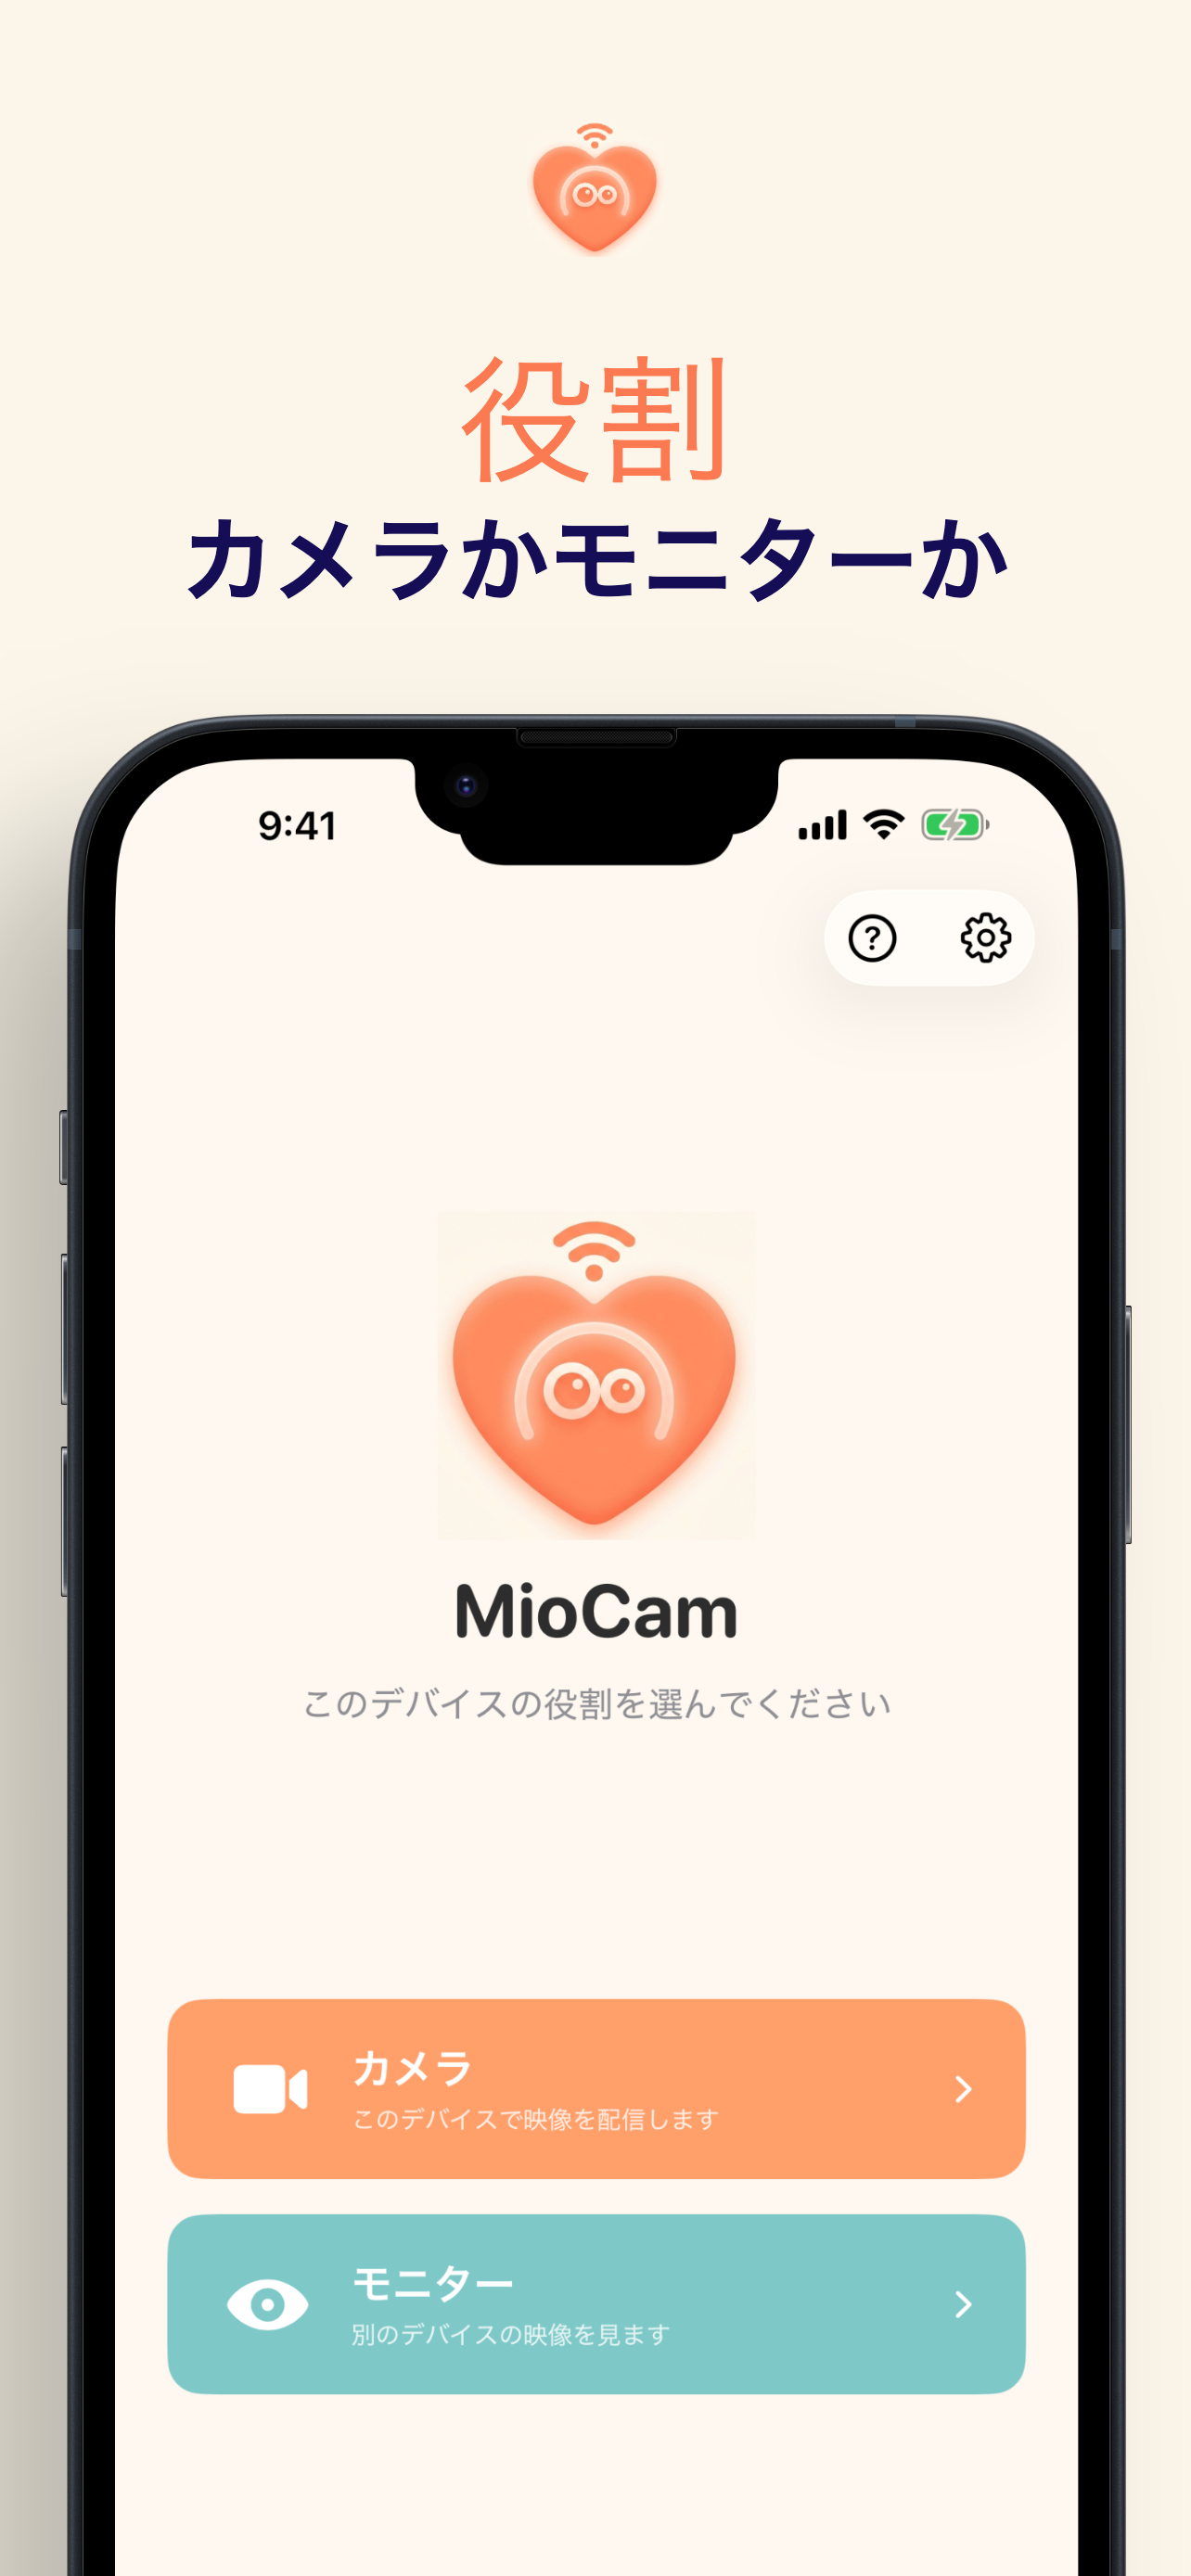 役割
カメラかモニターか
9:41
MioCam
このデバイスの役割を選んでください
カメラ
このデバイスで映像を配信します
モニター
別のデバイスの映像を見ます